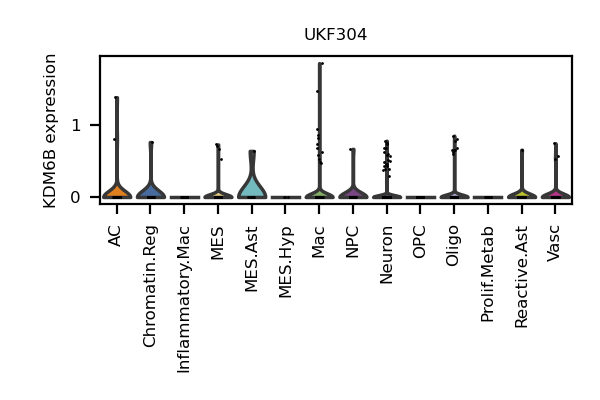 UKF304
KDM6B expression
1
0
AC
Chromatin.Reg
Inflammatory.Mac
MES
MES.Ast
MES.Hyp
Mac
NPC
Neuron
OPC
Oligo
Prolif.Metab
Reactive.Ast
Vasc